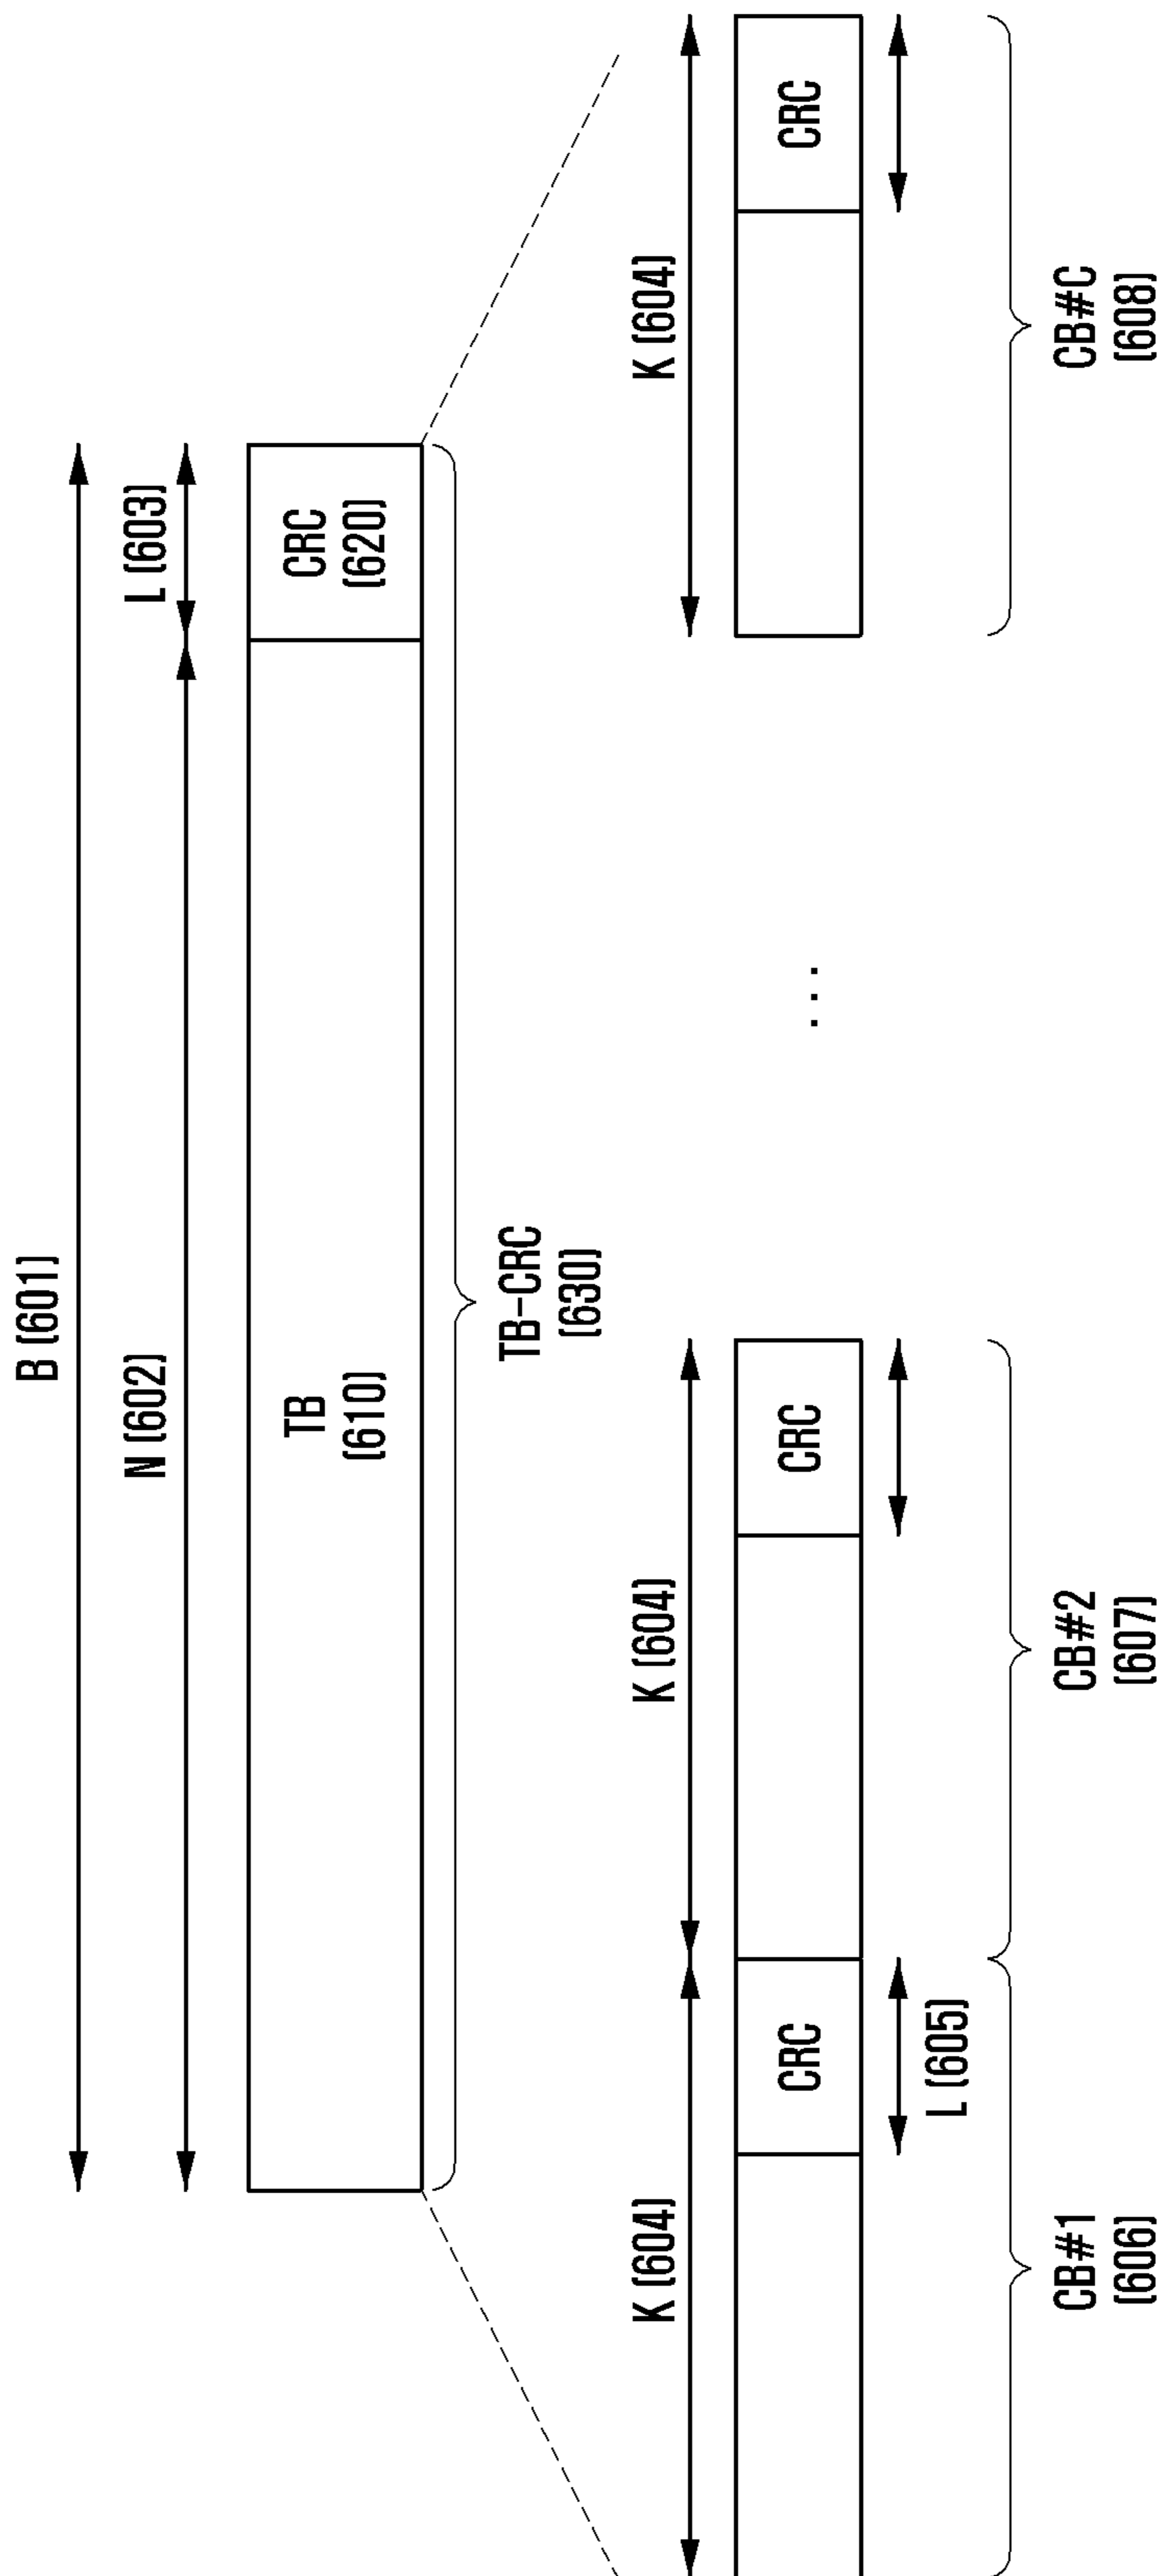 B (601)
N (602)
L (603)
TB
(610)
CRC
(620)
TB-CRC
(630)
K (604)
K (604)
K (604)
CRC
CRC
...
CRC
L (605)
CB#1
(606)
CB#2
(607)
CB#C
(608)